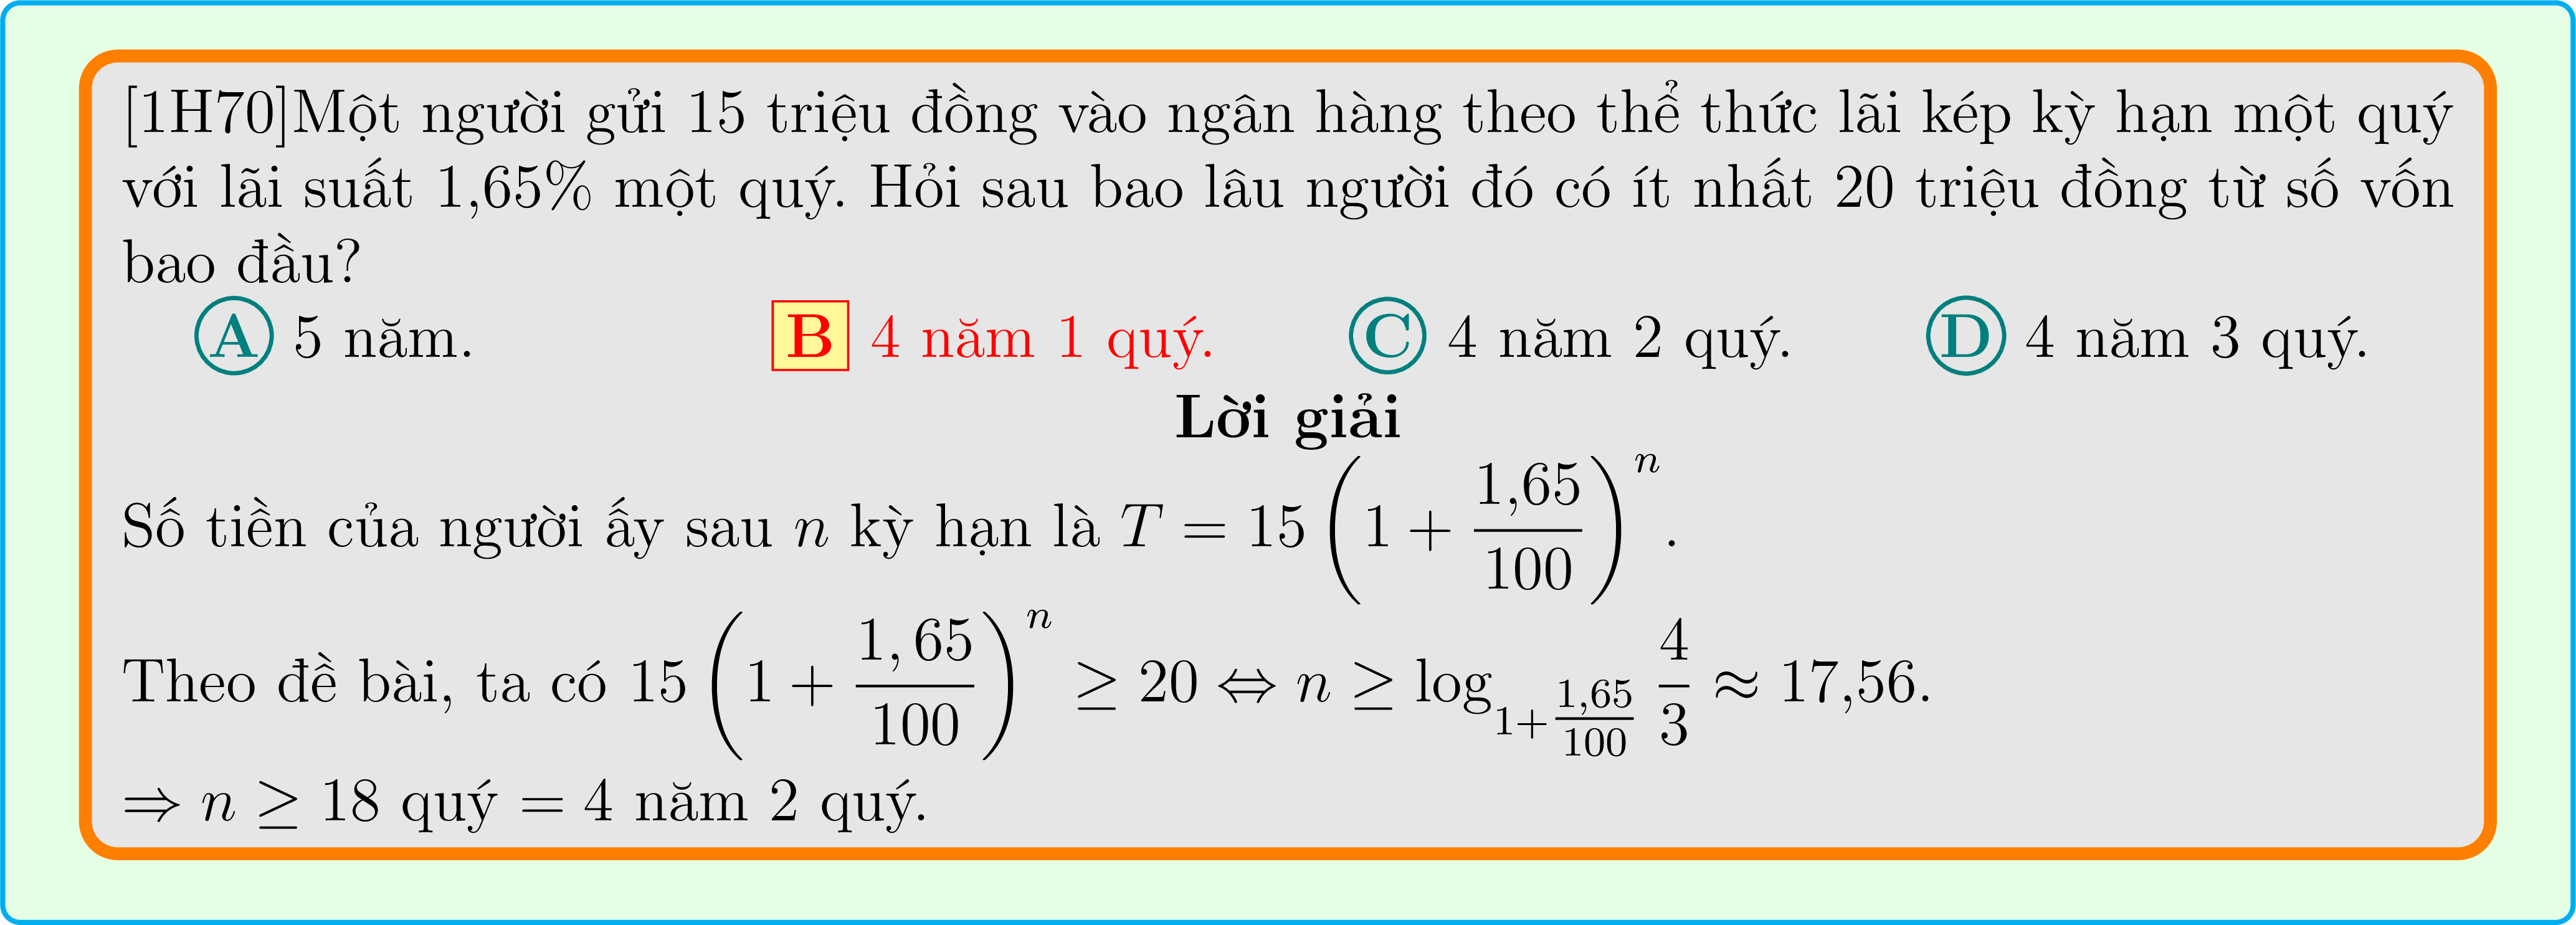 [1H70]Một người gửi 15 triệu đồng vào ngân hàng theo thể thức lãi kép kỳ hạn một quý
với lãi suất 1,65% một quý. Hỏi sau bao lâu người đó có ít nhất 20 triệu đồng từ số vốn
bao đầu?
A 5 năm. B 4 năm 1 quý. C 4 năm 2 quý. D 4 năm 3 quý.
Lời giải
Số tiền của người ấy sau n kỳ hạn là $T = 15\left(1 + \frac{1,65}{100}\right)^n$.
Theo đề bài, ta có $15\left(1 + \frac{1,65}{100}\right)^n \geq 20 \Leftrightarrow n \geq \log_{1+\frac{1,65}{100}} \frac{4}{3} \approx 17,56$.
⇒ n ≥ 18 quý = 4 năm 2 quý.